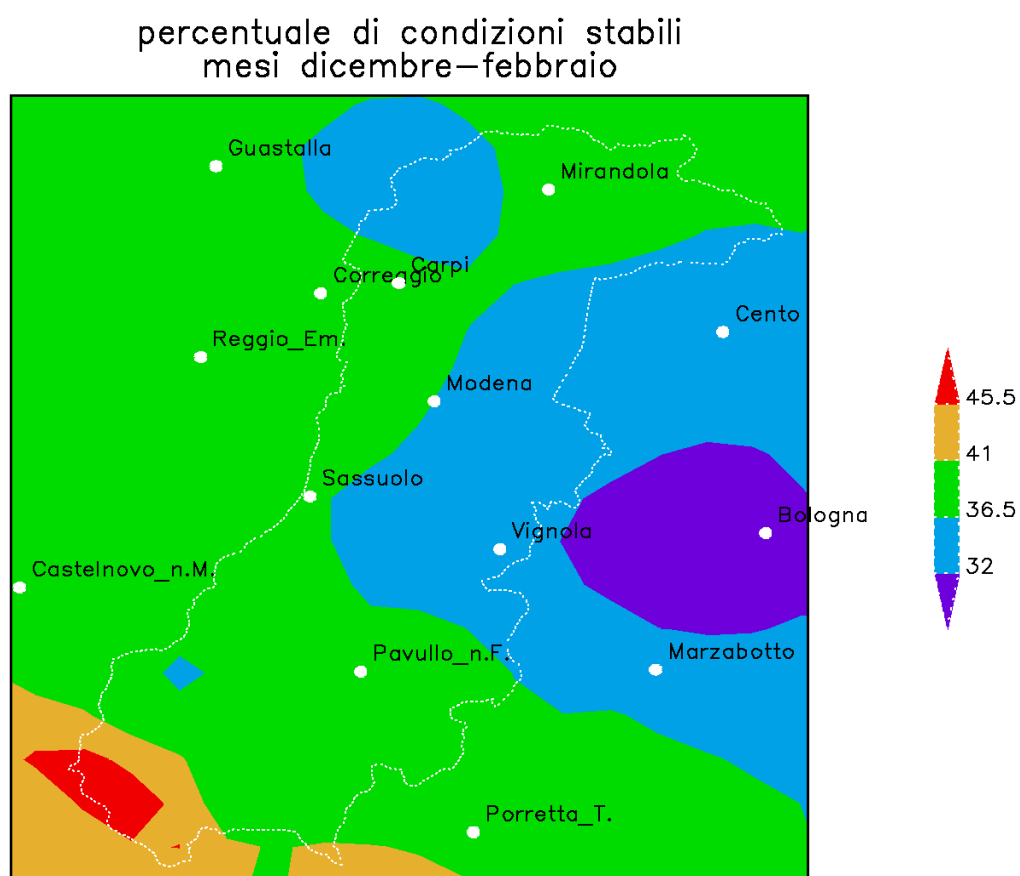 percentuale di condizioni stabili
mesi dicembre-febbraio
Guastalla
Mirandola
Carpi
Correggio
Cento
Reggio_Em.
Modena
Sassuolo
Bologna
Vignola
Castelnovo_n.M.
Pavullo_n.F.
Marzabotto
Porretta_T.
45.5
41
36.5
32